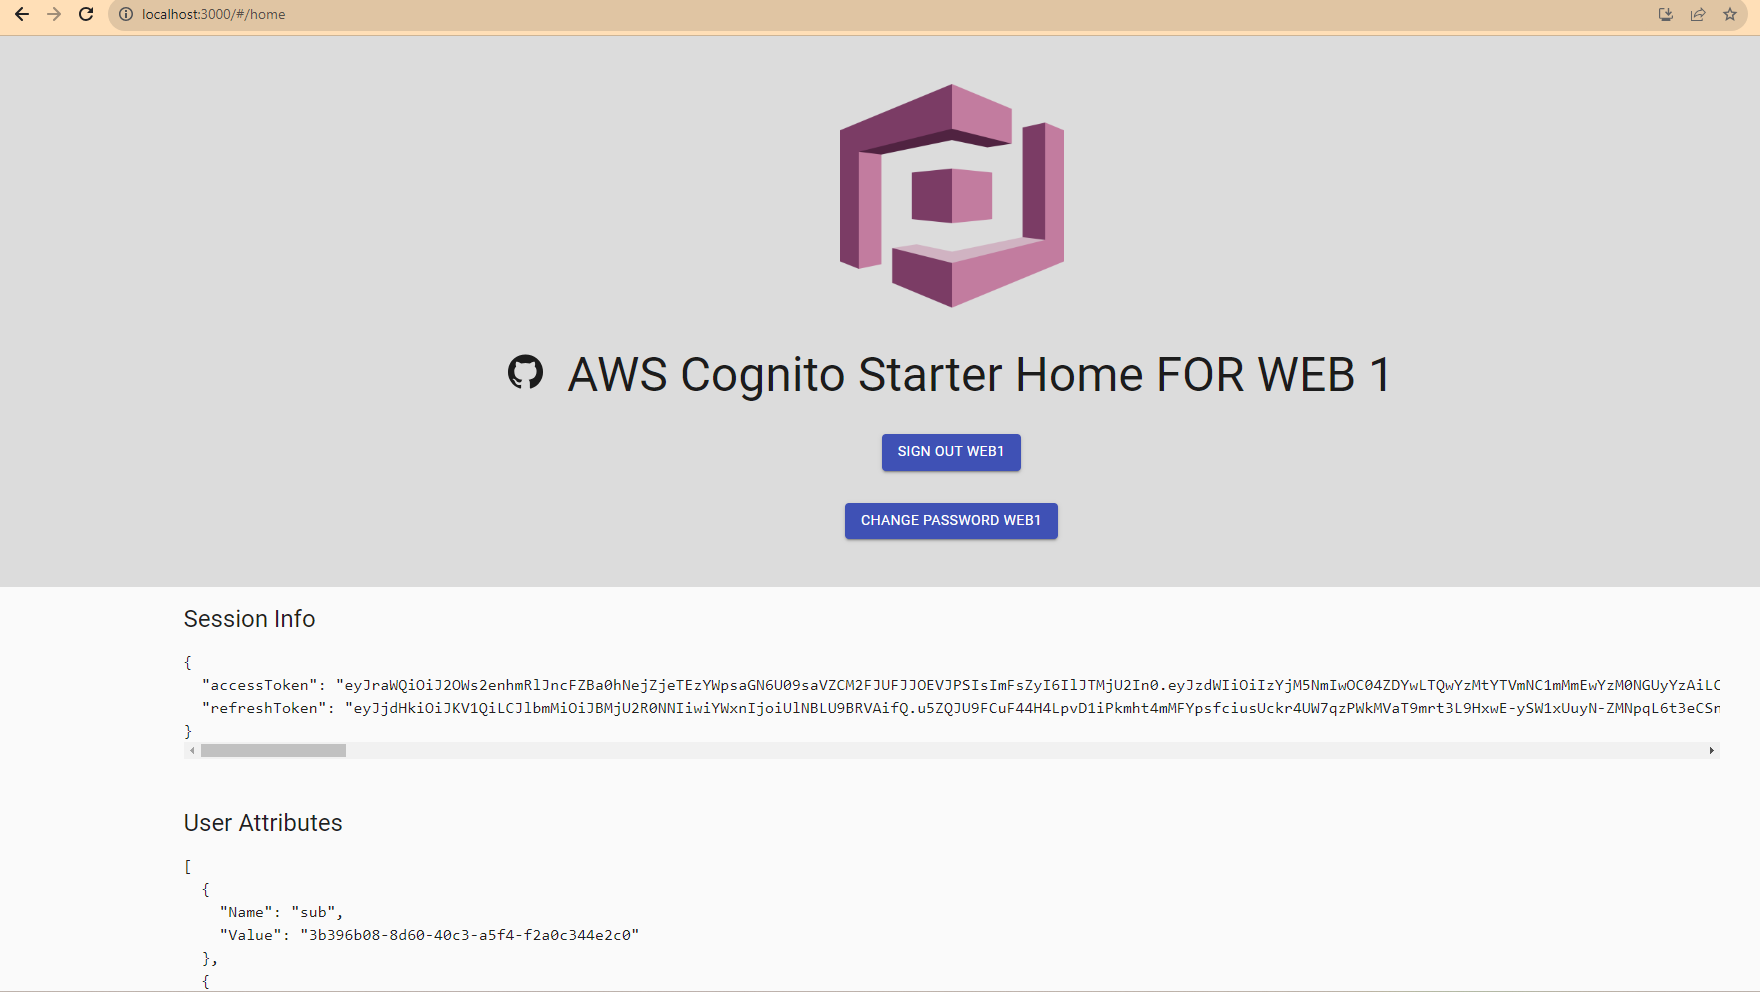 localhost:3000/#/home
AWS Cognito Starter Home FOR WEB 1
SIGN OUT WEB1
CHANGE PASSWORD WEB1
Session Info
{
"accessToken": "eyJraWQiOiJ2OWs2enhmRlJncFZBa0hNejZjeTEzYWpsaGN6U09saVZCM2FJUFJJOEVJPSIsImFsZyI6IlJTMjU2In0.eyJzdWIiOiIzYjM5NmIwOC04ZDYwLTQwYzMtYTVmNC1mMmEwYzM0NGUyYzAiLC
"refreshToken": "eyJjdHkiOiJKV1QiLCJlbmMiOiJBMjU2R0NNIiwiYWxnIjoiUlNBLU9BRVAifQ.u5ZQJU9FCuF44H4LpvD1iPkmht4mMFYpsfciusUckr4UW7qzPWkMVaT9mrt3L9HxwE-ySW1xUuyN-ZMNpqL6t3eCSn
}
User Attributes
[
{
"Name": "sub",
"Value": "3b396b08-8d60-40c3-a5f4-f2a0c344e2c0"
},
{